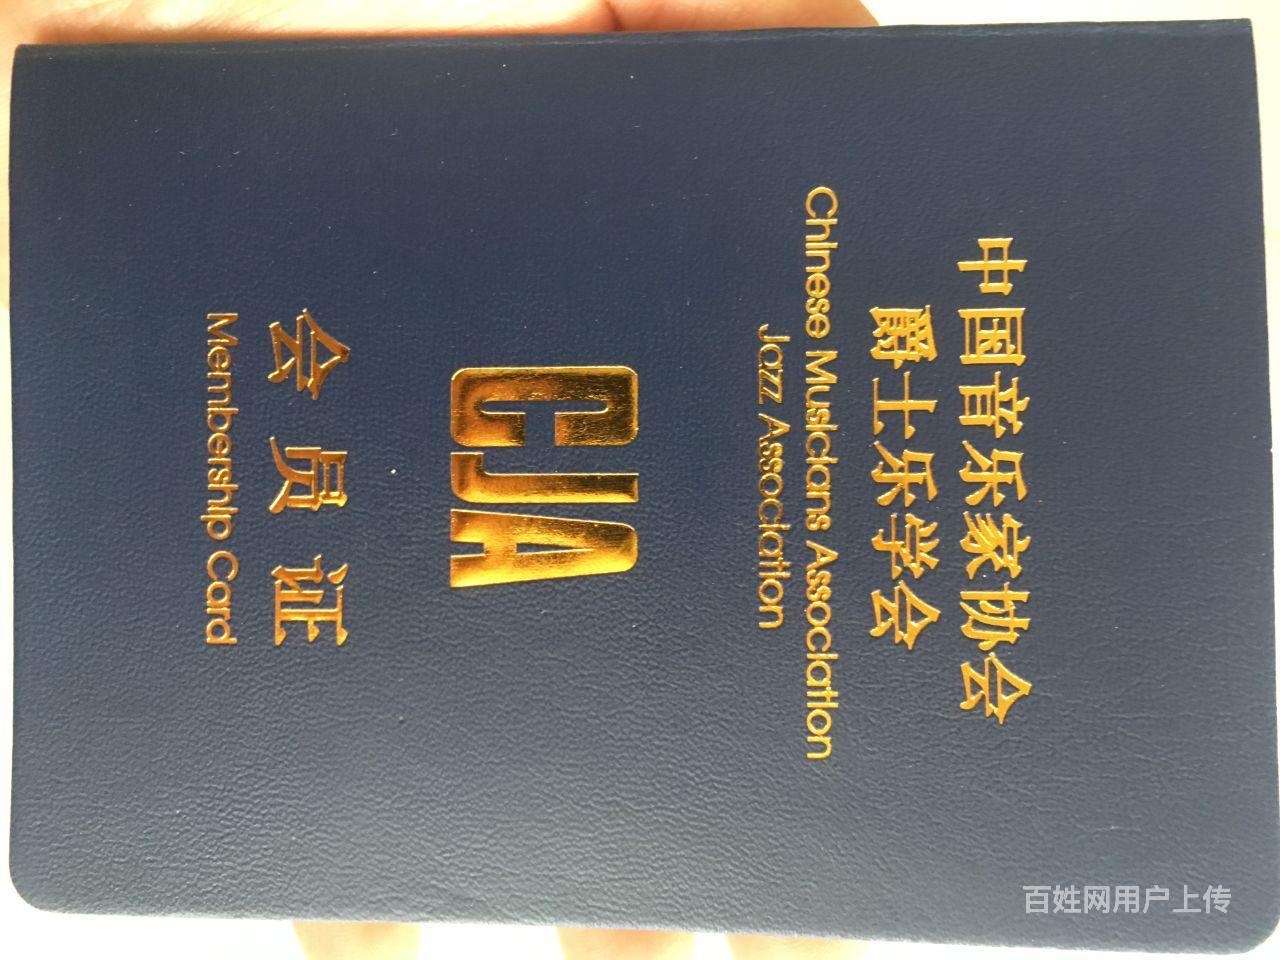 中国音乐家协会
爵士乐学会
Chinese Musicians Association
Jazz Association
CJA
会员证
Membership Card
百姓网用户上传